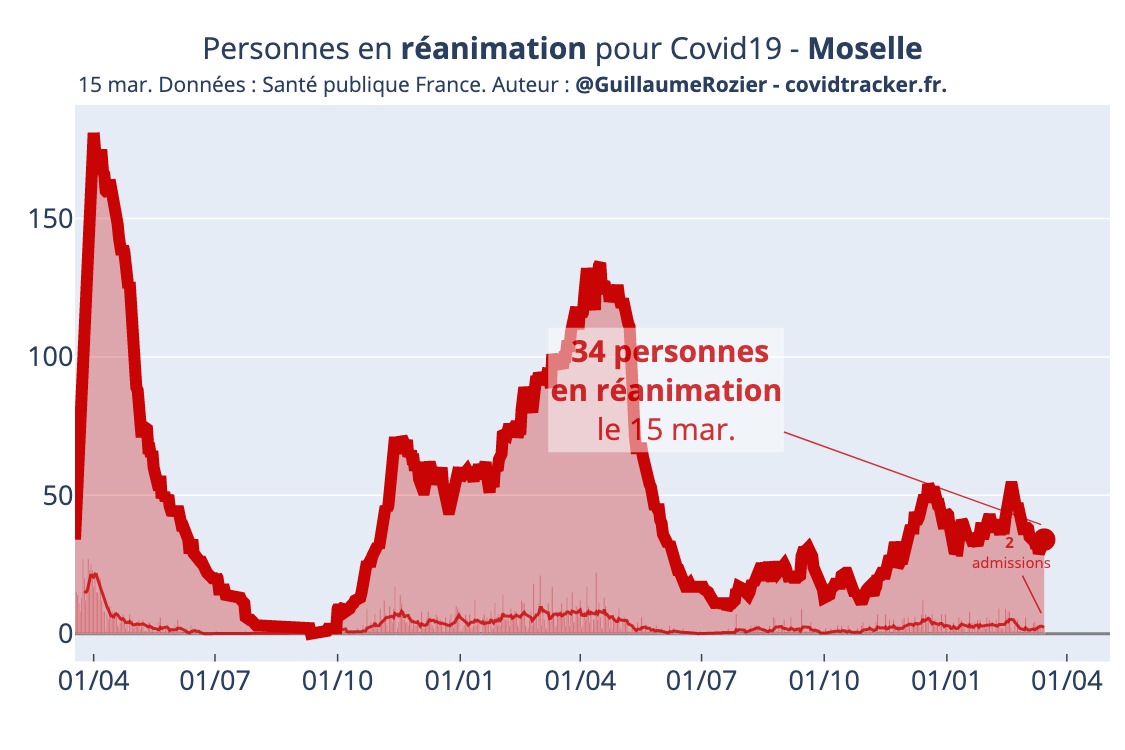 Personnes en réanimation pour Covid19 - Moselle
15 mar. Données : Santé publique France. Auteur : @GuillaumeRozier - covidtracker.fr.
150
100
50
0
34 personnes
en réanimation
le 15 mar.
2
admissions
01/04
01/07
01/10
01/01
01/04
01/07
01/10
01/01
01/04